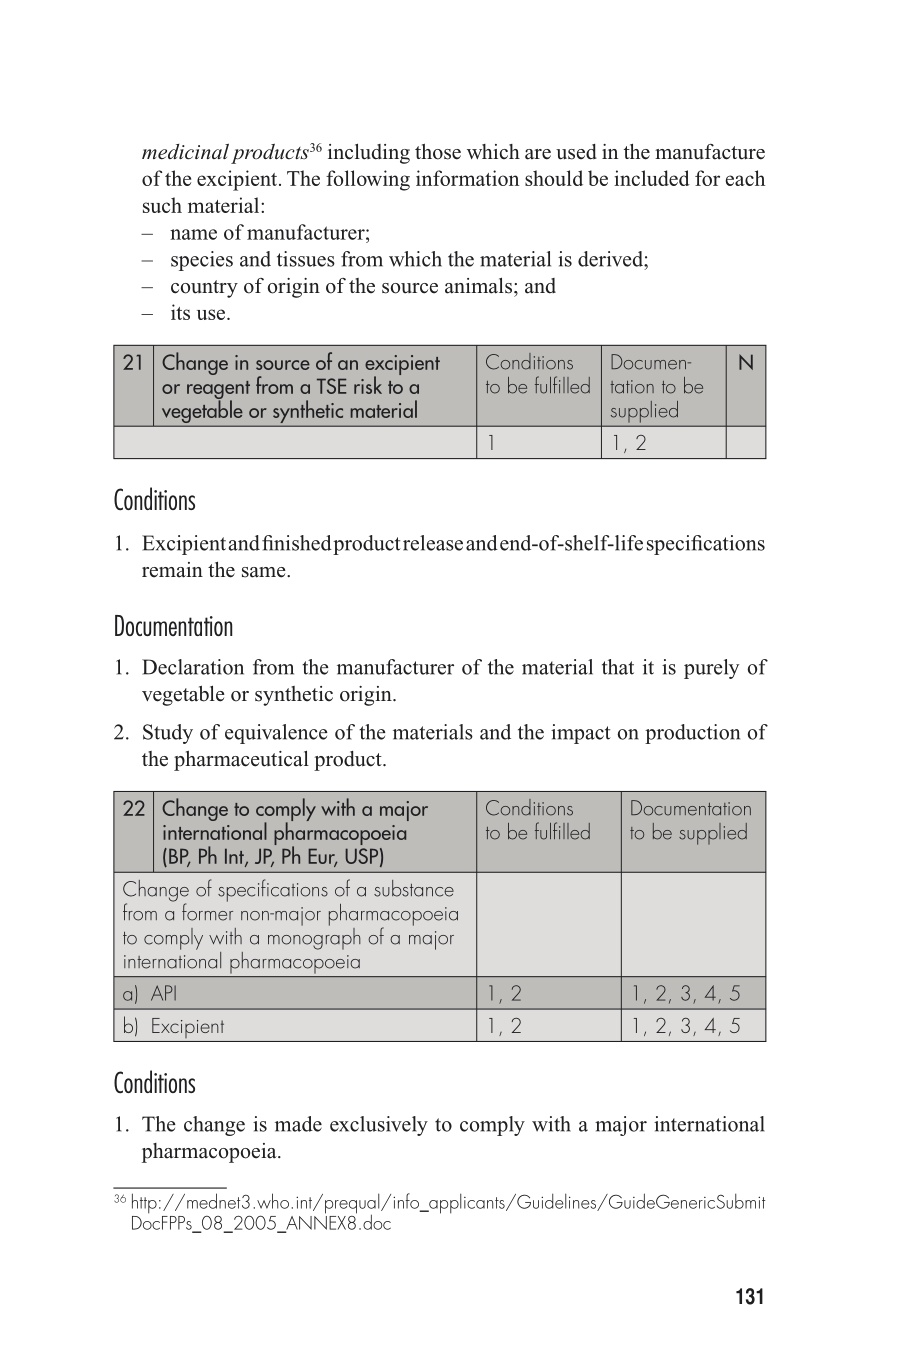 medicinal products36 including those which are used in the manufacture
of the excipient. The following information should be included for each
such material:
– name of manufacturer;
– species and tissues from which the material is derived;
– country of origin of the source animals; and
– its use.
21 Change in source of an excipient
or reagent from a TSE risk to a
vegetable or synthetic material
Conditions
to be fulfilled
Documen-
tation to be
supplied
N
1
1, 2
Conditions
1. Excipient and finished product release and end-of-shelf-life specifications
remain the same.
Documentation
1. Declaration from the manufacturer of the material that it is purely of
vegetable or synthetic origin.
2. Study of equivalence of the materials and the impact on production of
the pharmaceutical product.
22 Change to comply with a major
international pharmacopoeia
(BP, Ph Int, JP, Ph Eur, USP)
Conditions
to be fulfilled
Documentation
to be supplied
Change of specifications of a substance
from a former non-major pharmacopoeia
to comply with a monograph of a major
international pharmacopoeia
a) API 1, 2 1, 2, 3, 4, 5
b) Excipient 1, 2 1, 2, 3, 4, 5
Conditions
1. The change is made exclusively to comply with a major international
pharmacopoeia.
36 http://mednet3.who.int/prequal/info_applicants/Guidelines/GuideGenericSubmit
DocFPPs_08_2005_ANNEX8.doc
131